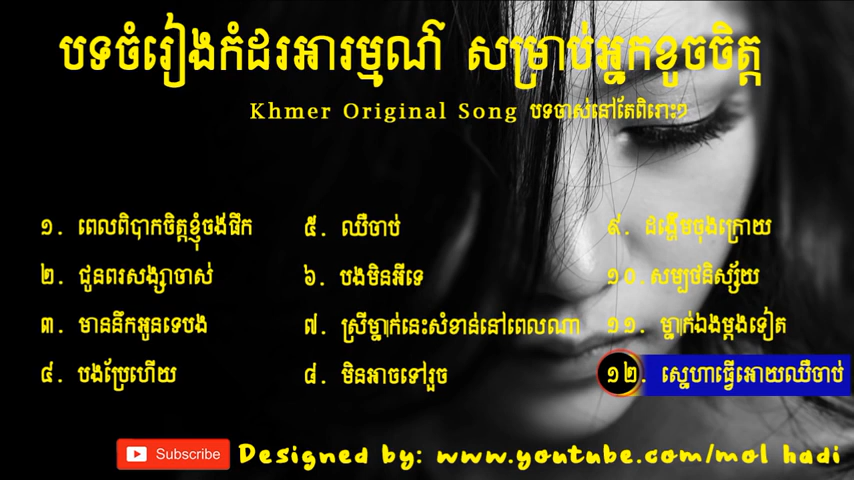 បទចំរៀងកំដរអារម្មណ៍ សម្រាប់អ្នកខូចចិត្ត
Khmer Original Song បទចាស់នៅតែពិរោះៗ
១. ពេលពិបាកចិត្តខ្ញុំចង់ផឹក
២. ជូនពរសង្សាចាស់
៣. មាននឹកអូនទេបង
៤. បងប្រែហើយ
៥. ឈឺចាប់
៦. បងមិនអីទេ
៧. ស្រីម្នាក់នេះសំខាន់នៅពេលណា
៨. មិនអាចទៅរួច
៩. ដង្ហើមចុងក្រោយ
១០. សម្បថនិស្ស័យ
១១. ម្នាក់ឯងម្តងទៀត
១២. ស្នេហាធ្វើអោយឈឺចាប់
Subscribe
Designed by: www.youtube.com/mol hadi